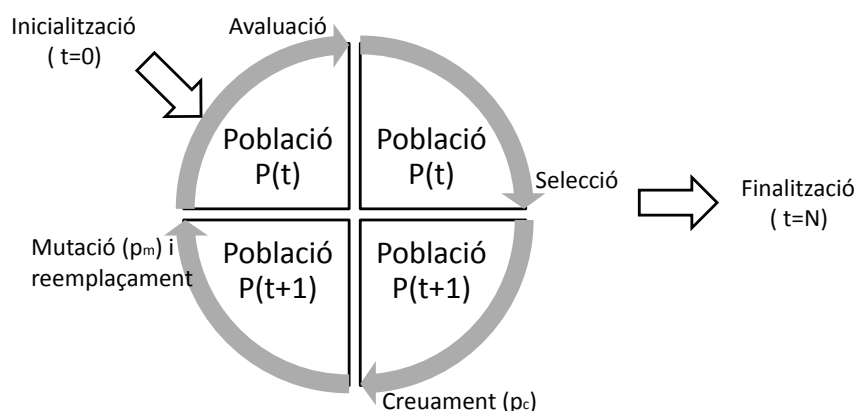 Inicialització
( t=0)
Avaluació
Població
P(t)
Població
P(t)
Selecció
Finalització
( t=N)
Mutació (pm) i
reemplaçament
Població
P(t+1)
Població
P(t+1)
Creuament (pc)